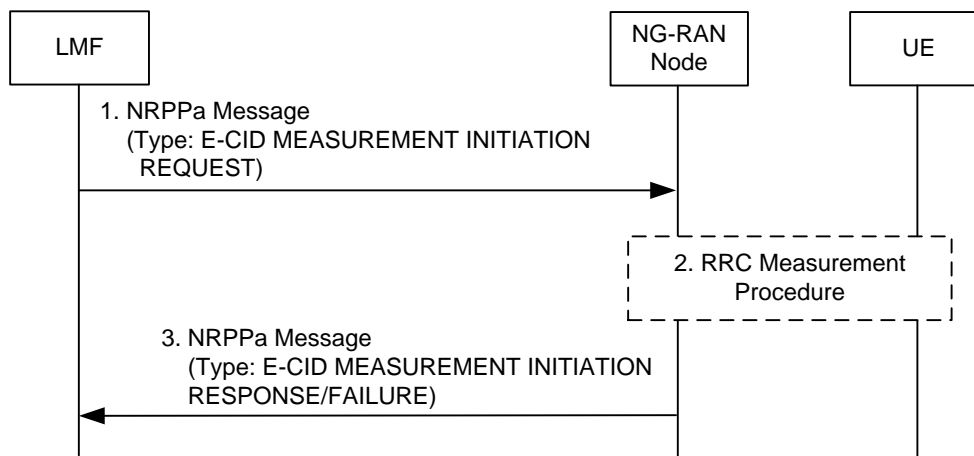 LMF
NG-RAN
Node
UE
1. NRPPa Message
(Type: E-CID MEASUREMENT INITIATION
REQUEST)
2. RRC Measurement
Procedure
3. NRPPa Message
(Type: E-CID MEASUREMENT INITIATION
RESPONSE/FAILURE)